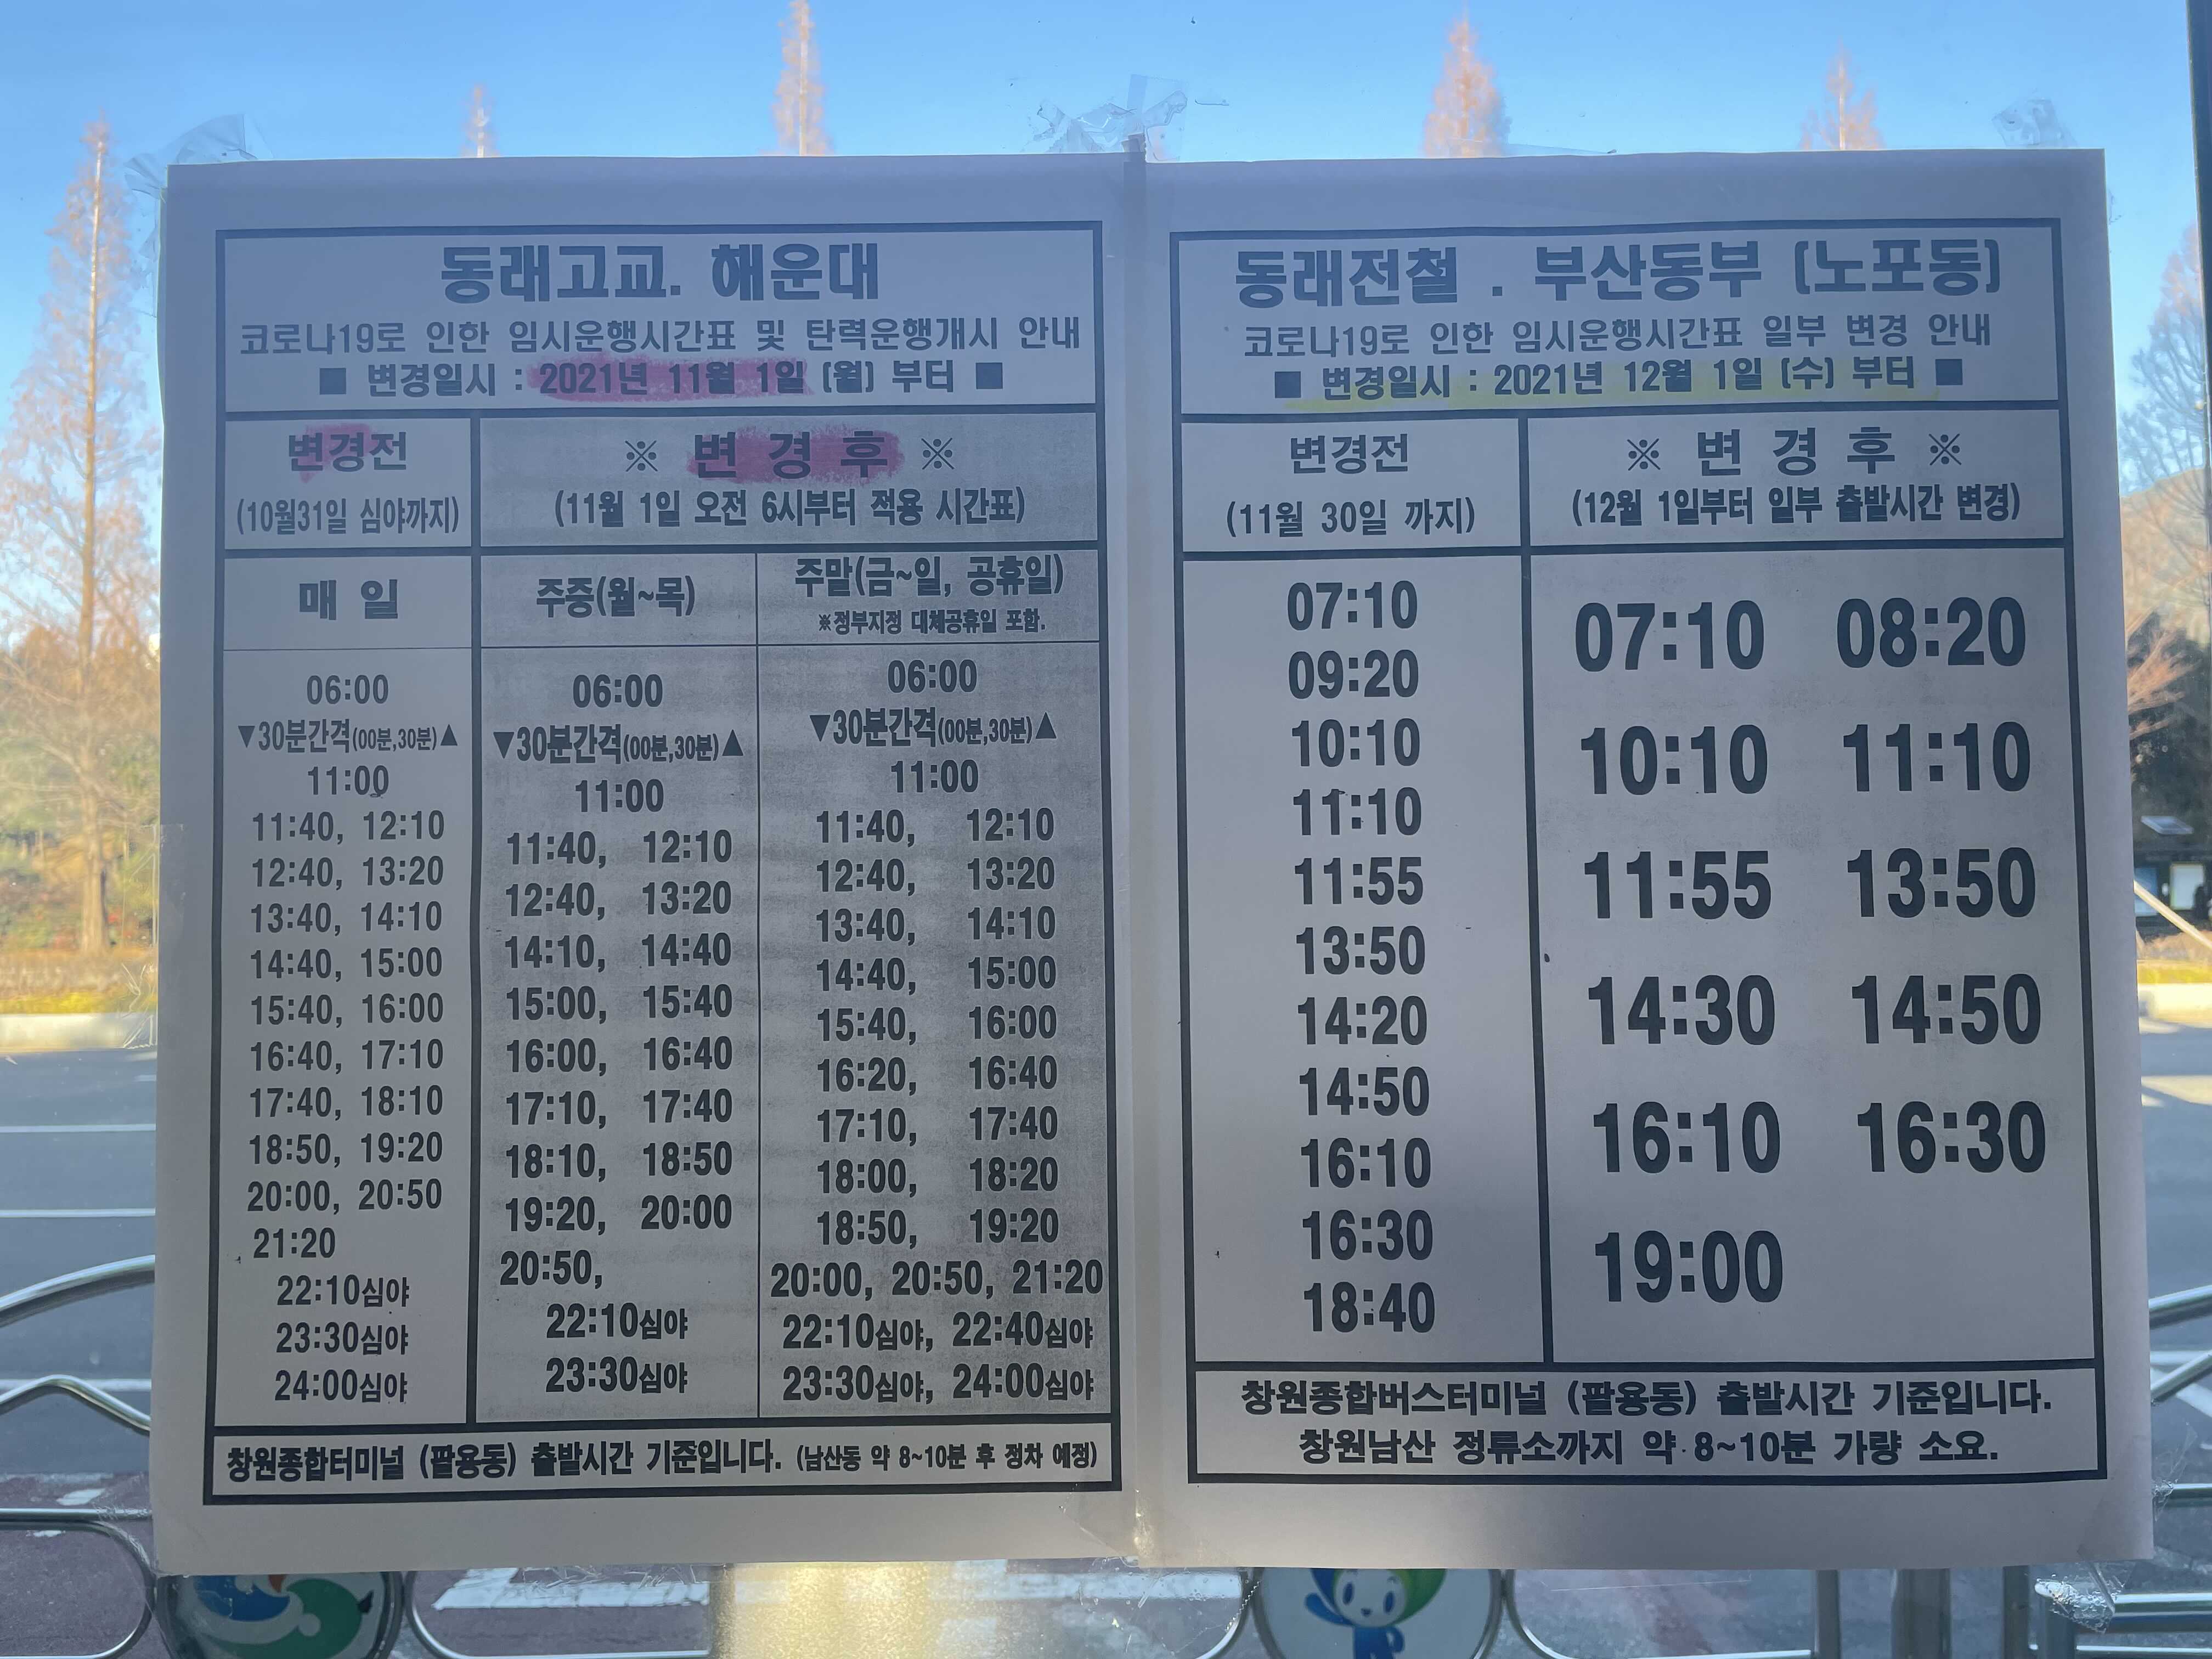 동래고교. 해운대
코로나19로 인한 임시운행시간표 및 탄력운행개시 안내
■ 변경일시 : 2021년 11월 1일 (월) 부터 ■
변경전
(10월31일 심야까지)
※ 변 경 후 ※
(11월 1일 오전 6시부터 적용 시간표)
매 일
06:00
▼30분간격(00분,30분)▲
11:00
11:40, 12:10
12:40, 13:20
13:40, 14:10
14:40, 15:00
15:40, 16:00
16:40, 17:10
17:40, 18:10
18:50, 19:20
20:00, 20:50
21:20
22:10심야
23:30심야
24:00심야
주중(월~목)
06:00
▼30분간격(00분,30분)▲
11:00
11:40, 12:10
12:40, 13:20
14:10, 14:40
15:00, 15:40
16:00, 16:40
17:10, 17:40
18:10, 18:50
19:20, 20:00
20:50,
22:10심야
23:30심야
주말(금~일, 공휴일)
※정부지정 대체공휴일 포함.
06:00
▼30분간격(00분,30분)▲
11:00
11:40, 12:10
12:40, 13:20
13:40, 14:10
14:40, 15:00
15:40, 16:00
16:20, 16:40
17:10, 17:40
18:00, 18:20
18:50, 19:20
20:00, 20:50, 21:20
22:10심야, 22:40심야
23:30심야, 24:00심야
창원종합터미널 (팔용동) 출발시간 기준입니다. (남산동 약 8~10분 후 정차 예정)
동래전철 . 부산동부 (노포동)
코로나19로 인한 임시운행시간표 일부 변경 안내
■ 변경일시 : 2021년 12월 1일 (수) 부터 ■
변경전
(11월 30일 까지)
※ 변 경 후 ※
(12월 1일부터 일부 출발시간 변경)
07:10
09:20
10:10
11:10
11:55
13:50
14:20
14:50
16:10
16:30
18:40
07:10 08:20
10:10 11:10
11:55 13:50
14:30 14:50
16:10 16:30
19:00
창원종합버스터미널 (팔용동) 출발시간 기준입니다.
창원남산 정류소까지 약 8~10분 가량 소요.